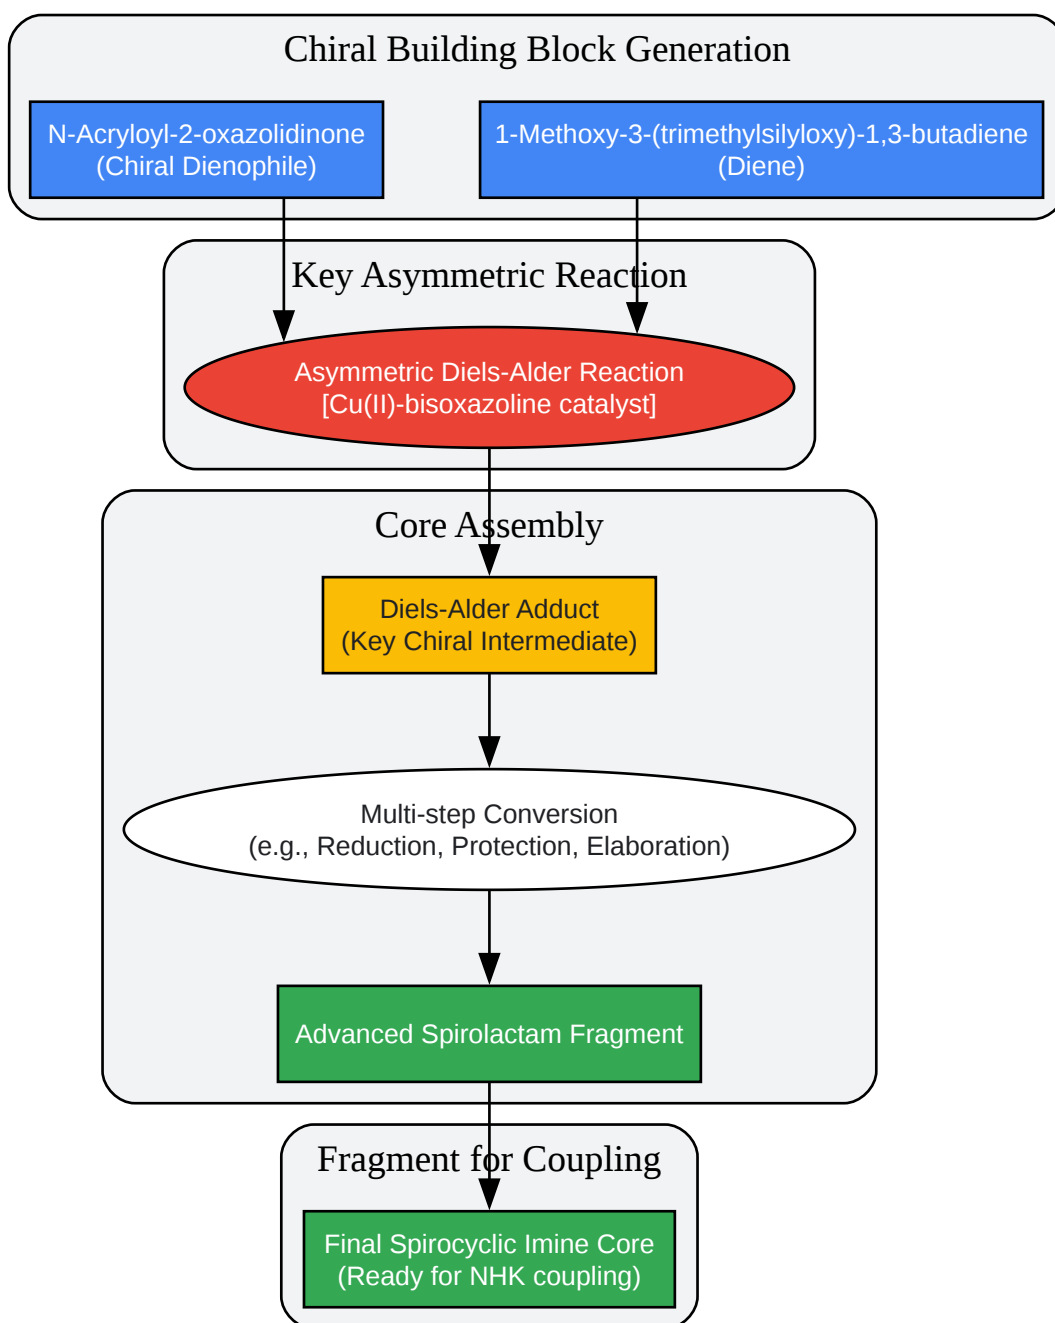 Chiral Building Block Generation
N-Acryloyl-2-oxazolidinone
(Chiral Dienophile)
1-Methoxy-3-(trimethylsilyloxy)-1,3-butadiene
(Diene)
Key Asymmetric Reaction
Asymmetric Diels-Alder Reaction
[Cu(II)-bisoxazoline catalyst]
Core Assembly
Diels-Alder Adduct
(Key Chiral Intermediate)
Multi-step Conversion
(e.g., Reduction, Protection, Elaboration)
Advanced Spirolactam Fragment
Fragment for Coupling
Final Spirocyclic Imine Core
(Ready for NHK coupling)